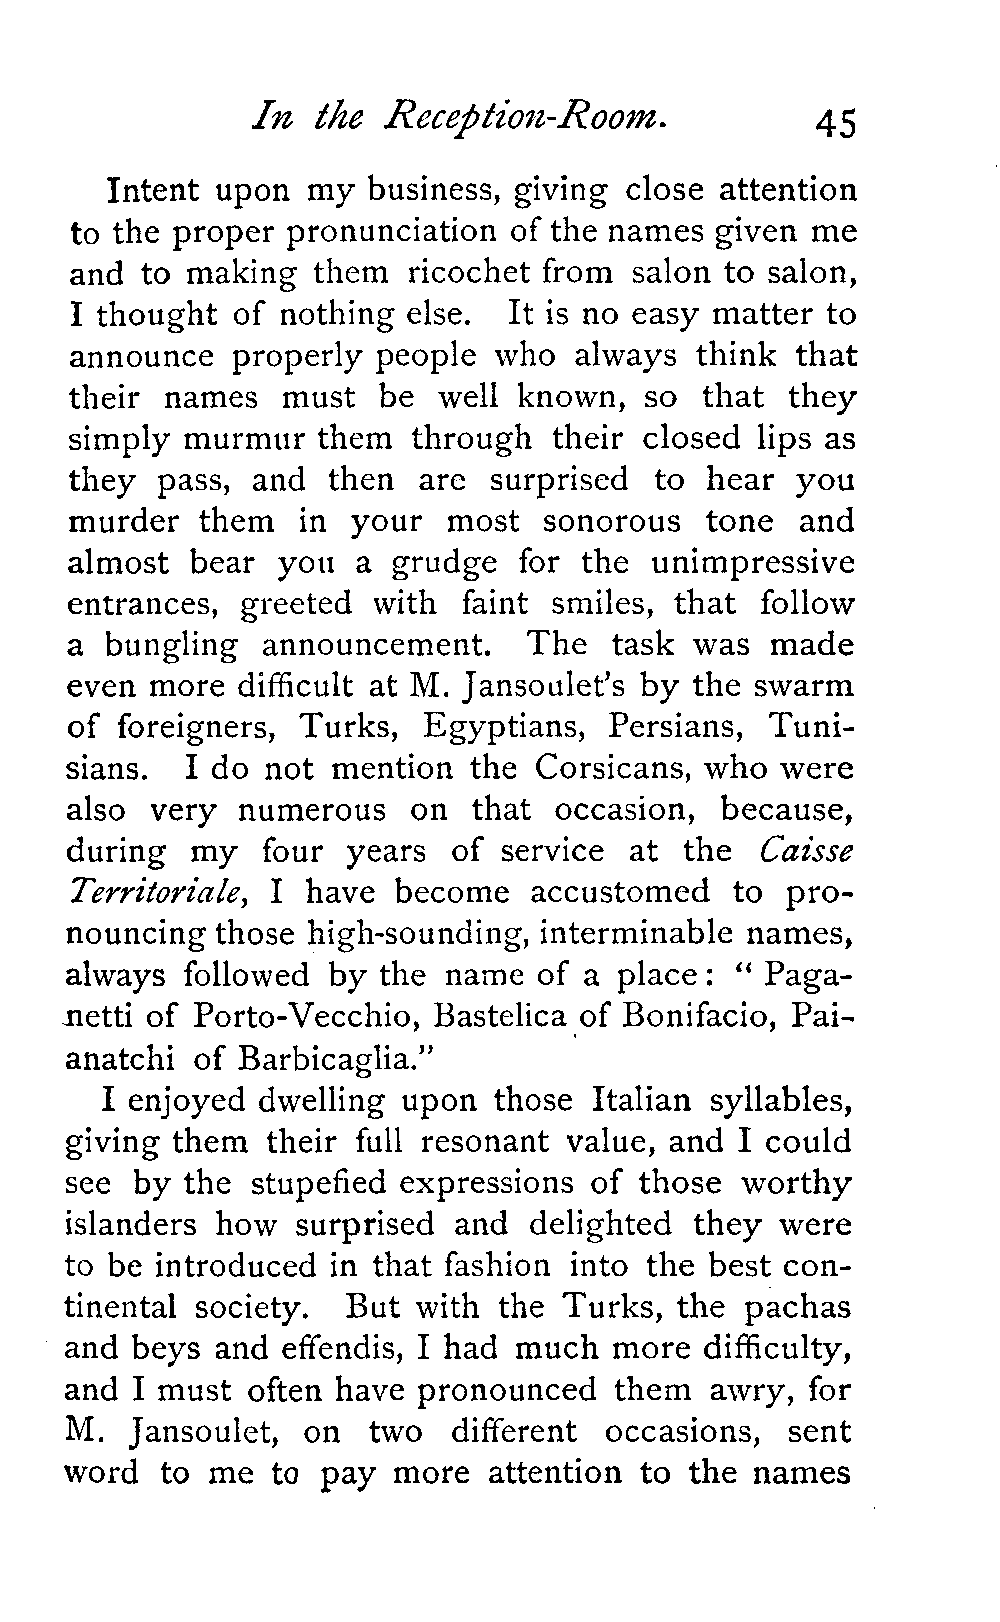 In the Reception-Room. 45
Intent upon my business, giving close attention
to the proper pronunciation of the names given me
and to making them ricochet from salon to salon,
I thought of nothing else. It is no easy matter to
announce properly people who always think that
their names must be well known, so that they
simply murmur them through their closed lips as
they pass, and then are surprised to hear you
murder them in your most sonorous tone and
almost bear you a grudge for the unimpressive
entrances, greeted with faint smiles, that follow
a bungling announcement. The task was made
even more difficult at M. Jansoulet's by the swarm
of foreigners, Turks, Egyptians, Persians, Tuni-
sians. I do not mention the Corsicans, who were
also very numerous on that occasion, because,
during my four years of service at the Caisse
Territoriale, I have become accustomed to pro-
nouncing those high-sounding, interminable names,
always followed by the name of a place: "Paga-
netti of Porto-Vecchio, Bastelica of Bonifacio, Pai-
anatchi of Barbicaglia."
I enjoyed dwelling upon those Italian syllables,
giving them their full resonant value, and I could
see by the stupefied expressions of those worthy
islanders how surprised and delighted they were
to be introduced in that fashion into the best con-
tinental society. But with the Turks, the pachas
and beys and effendis, I had much more difficulty,
and I must often have pronounced them awry, for
M. Jansoulet, on two different occasions, sent
word to me to pay more attention to the names